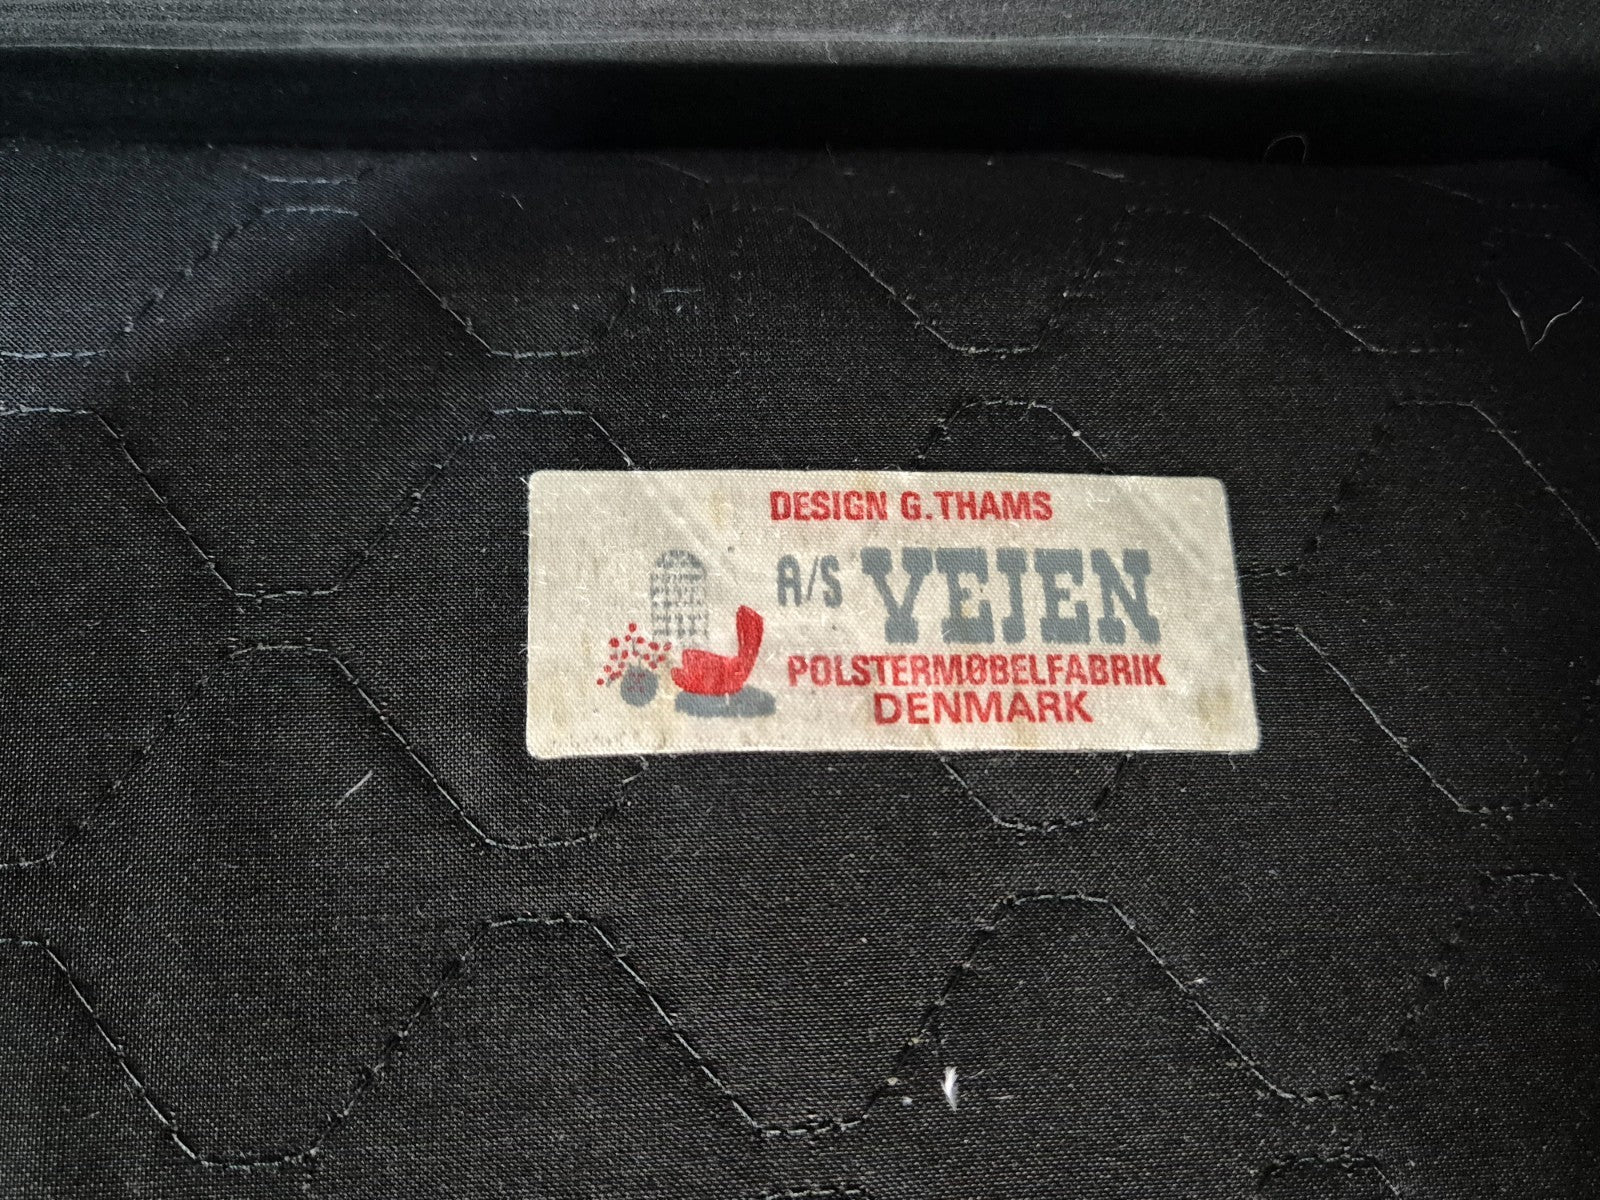 DESIGN G.THAMS
A/S VEJEN
POLSTERMØBELFABRIK
DENMARK